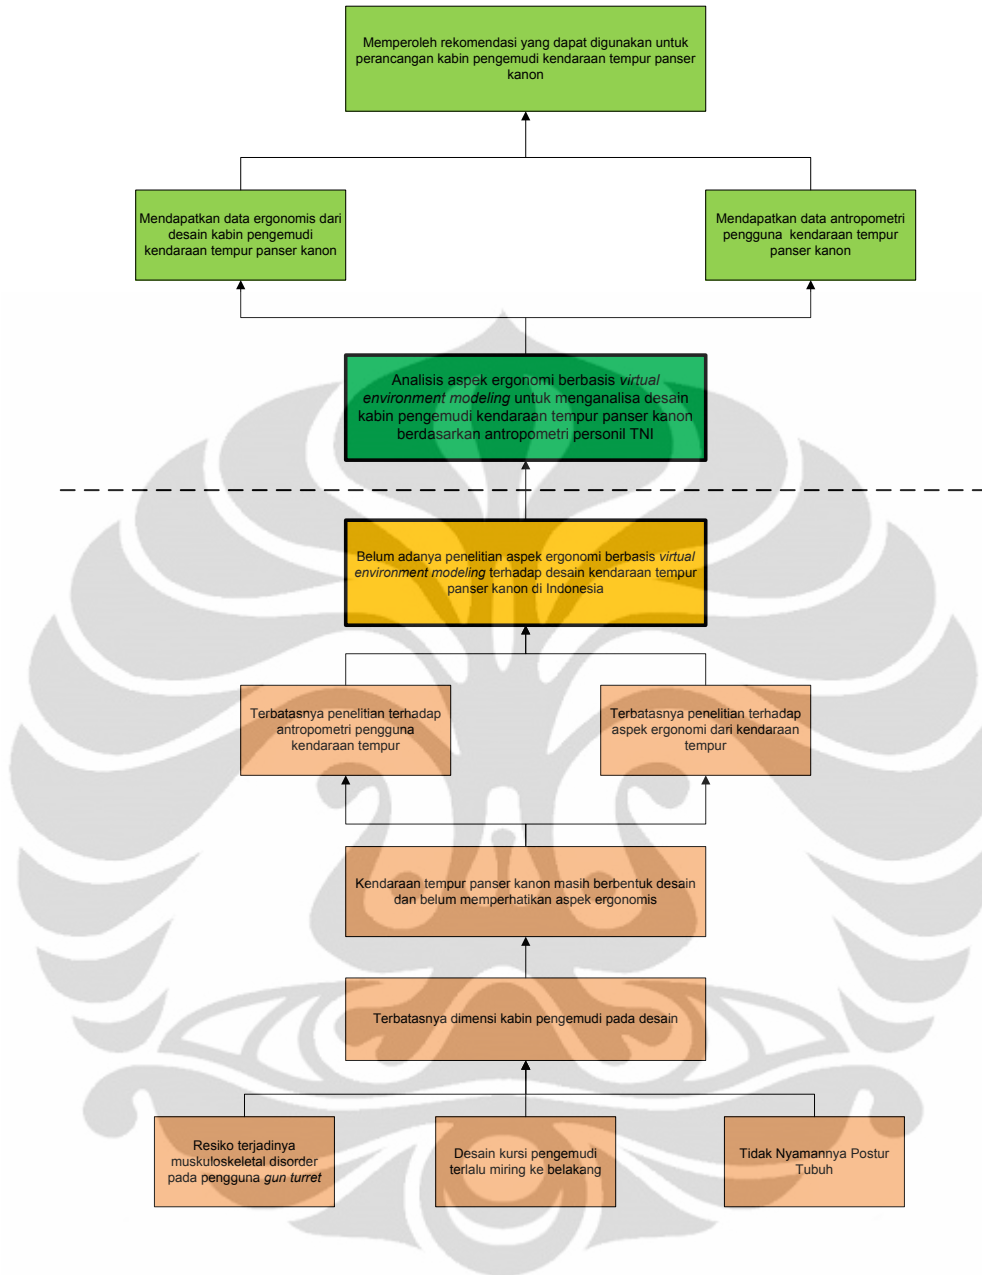 Memperoleh rekomendasi yang dapat digunakan untuk
perancangan kabin pengemudi kendaraan tempur panser
kanon
Mendapatkan data ergonomis dari
desain kabin pengemudi
kendaraan tempur panser kanon
Mendapatkan data antropometri
pengguna kendaraan tempur
panser kanon
Analisis aspek ergonomi berbasis virtual
environment modeling untuk menganalisa desain
kabin pengemudi kendaraan tempur panser kanon
berdasarkan antropometri personil TNI
Belum adanya penelitian aspek ergonomi berbasis virtual
environment modeling terhadap desain kendaraan tempur
panser kanon di Indonesia
Terbatasnya penelitian terhadap
antropometri pengguna
kendaraan tempur
Terbatasnya penelitian terhadap
aspek ergonomi dari kendaraan
tempur
Kendaraan tempur panser kanon masih berbentuk desain
dan belum memperhatikan aspek ergonomis
Terbatasnya dimensi kabin pengemudi pada desain
Resiko terjadinya
muskuloskeletal disorder
pada pengguna gun turret
Desain kursi pengemudi
terlalu miring ke belakang
Tidak Nyamannya Postur
Tubuh